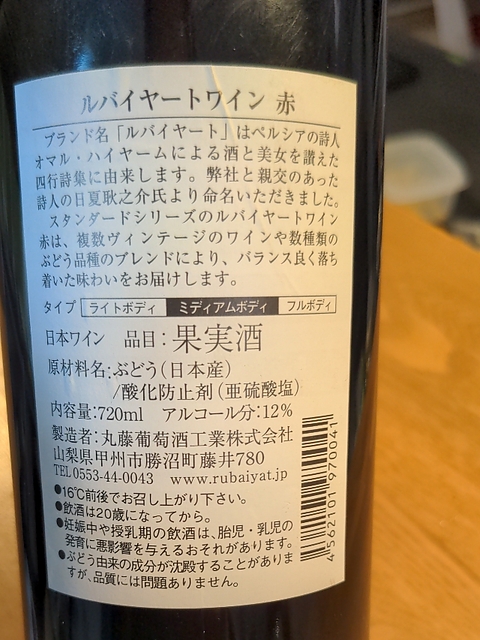 ルバイヤートワイン 赤
ブランド名「ルバイヤート」はペルシアの詩人
オマル・ハイヤームによる酒と美女を讃えた
四行詩集に由来します。弊社と親交のあった
詩人の日夏耿之介氏より命名いただきました。
スタンダードシリーズのルバイヤートワイン
赤は、複数ヴィンテージのワインや数種類の
ぶどう品種のブレンドにより、バランス良く落ち
着いた味わいをお届けします。
タイプ ライトボディ ミディアムボディ フルボディ
日本ワイン 品目:果実酒
原材料名:ぶどう(日本産)
/酸化防止剤(亜硫酸塩)
内容量:720ml アルコール分:12%
製造者:丸藤葡萄酒工業株式会社
山梨県甲州市勝沼町藤井780
TEL0553-44-0043 www.rubaiyat.jp
●16℃前後でお召し上がり下さい。
●飲酒は20歳になってから。
●妊娠中や授乳期の飲酒は、胎児・乳児の
発育に悪影響を与えるおそれがあります。
●ぶどう由来の成分が沈殿することがありま
すが、品質には問題ありません。
4562101970041